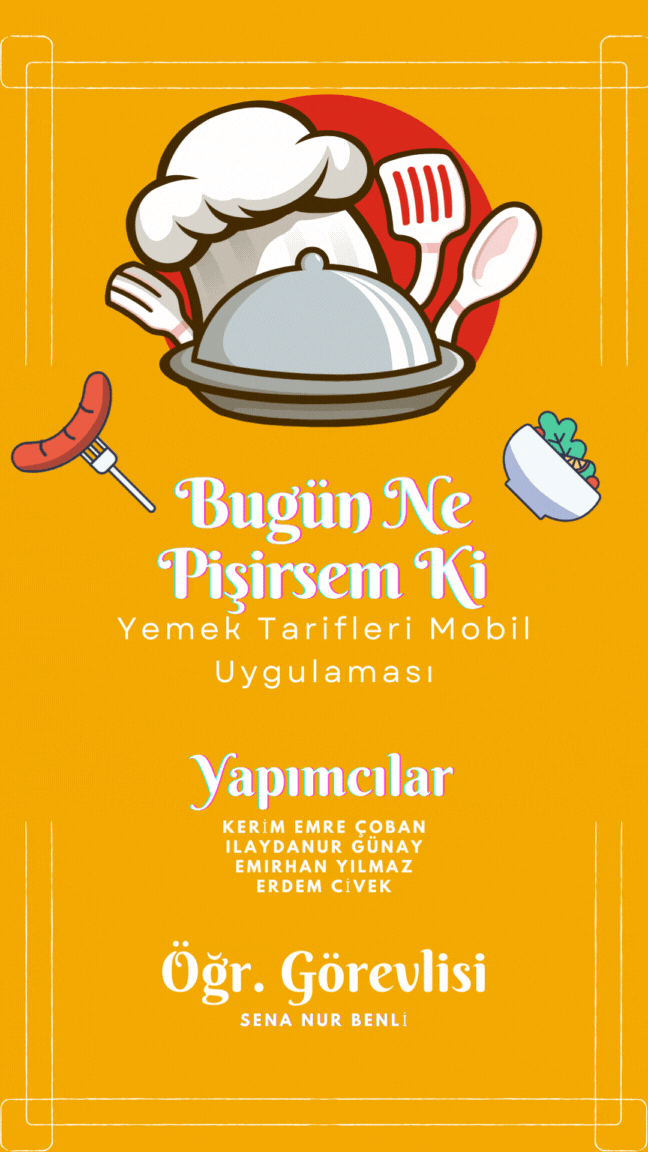 Bugün Ne
Pişirsem Ki
Yemek Tarifleri Mobil
Uygulaması
Yapımcılar
KERİM EMRE ÇOBAN
ILAYDANUR GÜNAY
EMIRHAN YILMAZ
ERDEM CİVEK
Öğr. Görevlisi
SENA NUR BENLİ